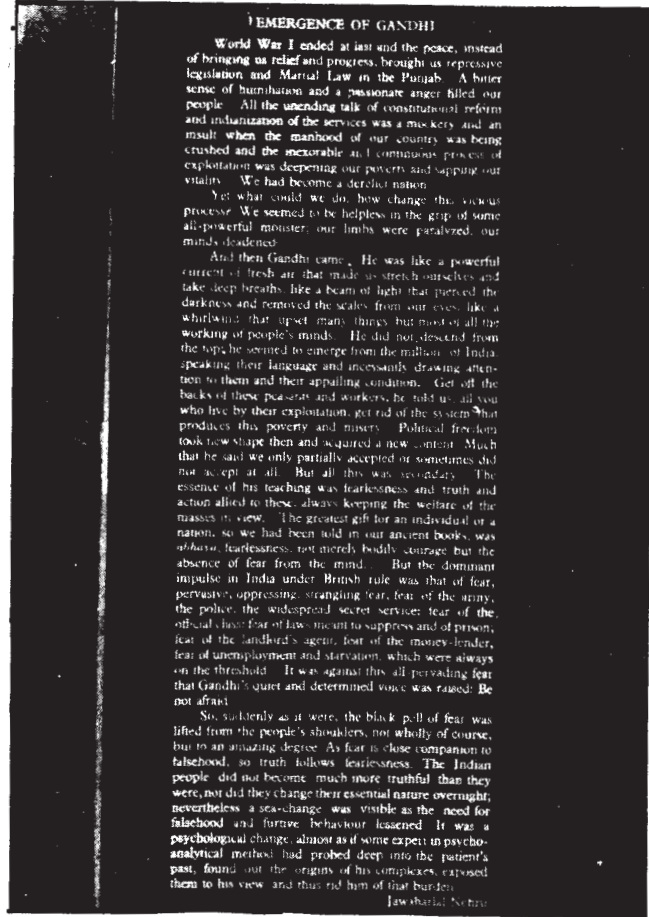 EMERGENCE OF GANDHI
World War I ended at last and the peace, instead
of bringing us relief and progress, brought us repressive
legislation and Martial Law in the Punjab. A bitter
sense of humiliation and a passionate anger filled our
people. All the unending talk of constitutional reform
and indianization of the services was a mockery and an
insult when the manhood of our country was being
crushed and the inexorable and continuous process of
exploitation was deepening our poverty and sapping our
vitality. We had become a derelict nation
Yet what could we do, how change this vicious
process? We seemed to be helpless in the grip of some
all-powerful monster; our limbs were paralyzed, our
minds deadened
And then Gandhi came. He was like a powerful
current of fresh air that made us stretch ourselves and
take deep breaths, like a beam of light that pierced the
darkness and removed the scales from our eyes, like a
whirlwind that upset many things but most of all the
working of people's minds. He did not descend from
the top; he seemed to emerge from the millions of India,
speaking their language and incessantly drawing atten-
tion to them and their appalling condition. Get off the
backs of these peasants and workers, he told us, all you
who live by their exploitation; get rid of the system that
produces this poverty and misery. Political freedom
took new shape then and acquired a new content. Much
that he said we only partially accepted or sometimes did
not accept at all. But all this was secondary. The
essence of his teaching was fearlessness and truth and
action allied to these, always keeping the welfare of the
masses in view. The greatest gift for an individual or a
nation, so we had been told in our ancient books, was
abhaya, fearlessness, not merely bodily courage but the
absence of fear from the mind.. But the dominant
impulse in India under British rule was that of fear,
pervasive, oppressing, strangling fear, fear of the army,
the police, the widespread secret service; fear of the
official class; fear of laws meant to suppress and of prison;
fear of the landlord's agent, fear of the money-lender,
fear of unemployment and starvation, which were always
on the threshold. It was against this all-pervading fear
that Gandhi's quiet and determined voice was raised: Be
not afraid
So, suddenly as it were, the black pall of fear was
lifted from the people's shoulders, not wholly of course,
but to an amazing degree. As fear is close companion to
falsehood, so truth follows fearlessness. The Indian
people did not become much more truthful than they
were, nor did they change their essential nature overnight;
nevertheless a sea-change was visible as the need for
falsehood and furtive behaviour lessened. It was a
psychological change, almost as if some expert in psycho-
analytical method had probed deep into the patient's
past, found out the origins of his complexes, exposed
them to his view and thus rid him of that burden
Jawaharlal Nehru